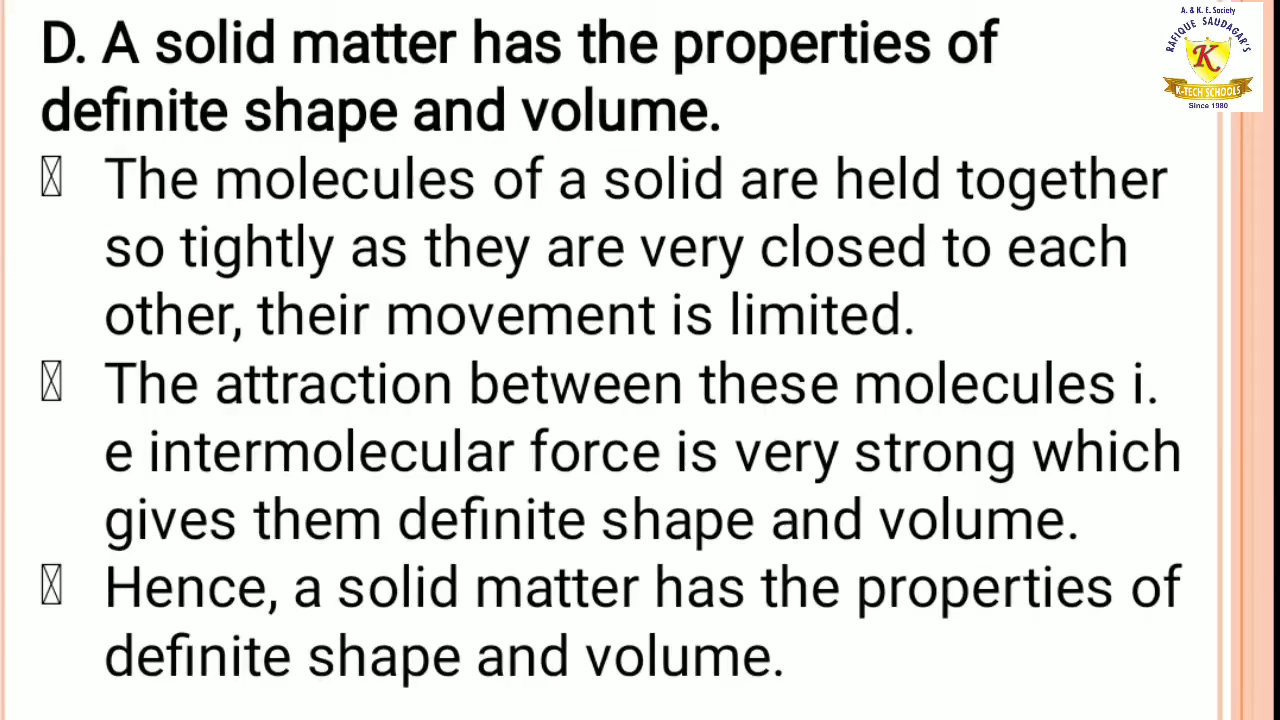 A. & K. E. Society
RAFIQUE SAUDAGAR'S
K
K-TECH SCHOOLS
Since 1980
D. A solid matter has the properties of
definite shape and volume.
The molecules of a solid are held together
so tightly as they are very closed to each
other, their movement is limited.
The attraction between these molecules i.
e intermolecular force is very strong which
gives them definite shape and volume.
Hence, a solid matter has the properties of
definite shape and volume.